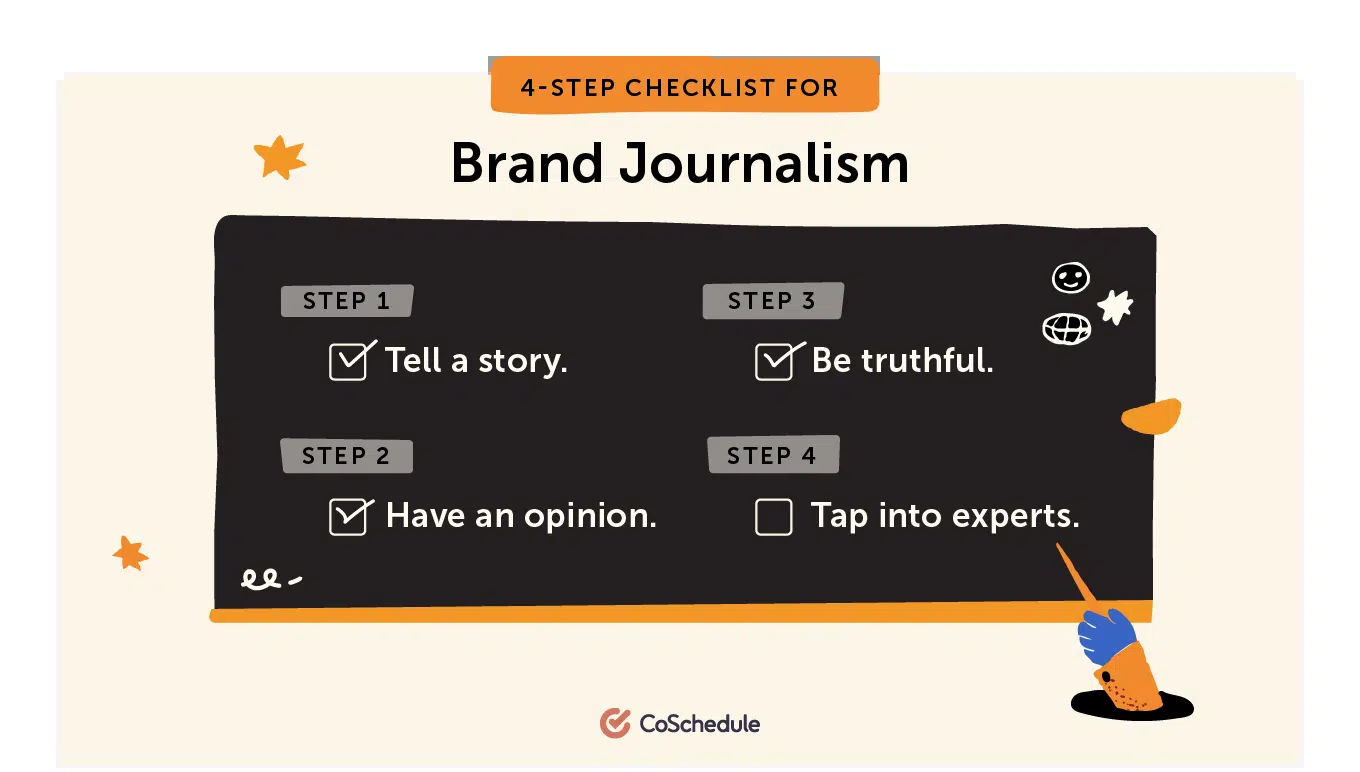 4-STEP CHECKLIST FOR
Brand Journalism
STEP 1
Tell a story.
STEP 2
Have an opinion.
STEP 3
Be truthful.
STEP 4
Tap into experts.
CoSchedule